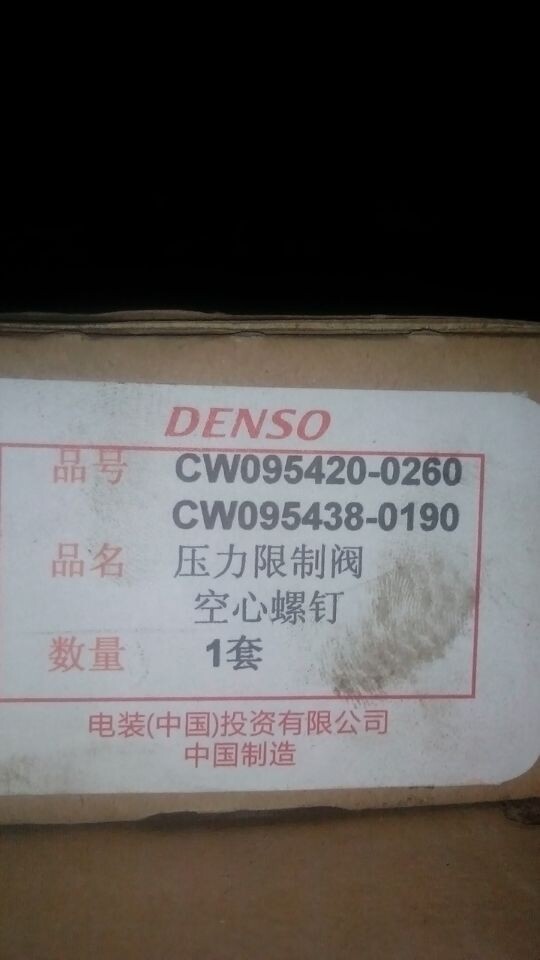 DENSO
品号 CW095420-0260
CW095438-0190
品名 压力限制阀
空心螺钉
数量 1套
电装(中国)投资有限公司
中国制造